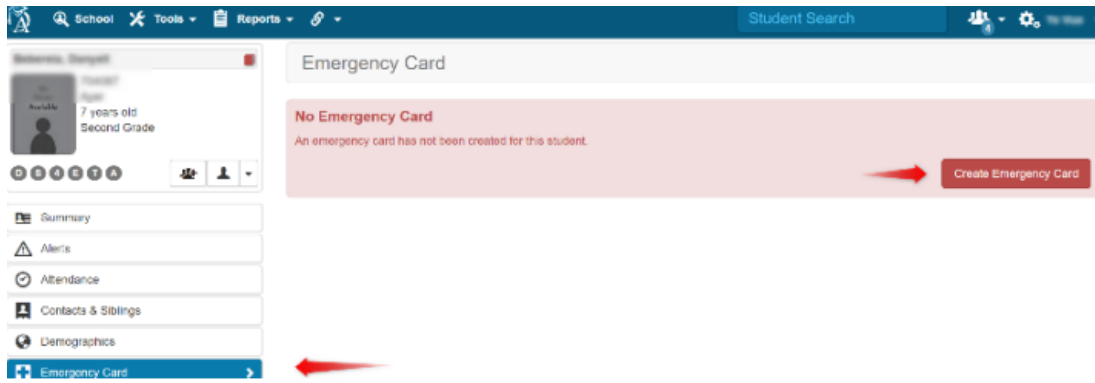 School Tools Reports Student Search 4
Emergency Card
No Emergency Card
An emergency card has not been created for this student.
Create Emergency Card
7 years old
Second Grade
Summary
Alerts
Attendance
Contacts & Siblings
Demographics
Emergency Card